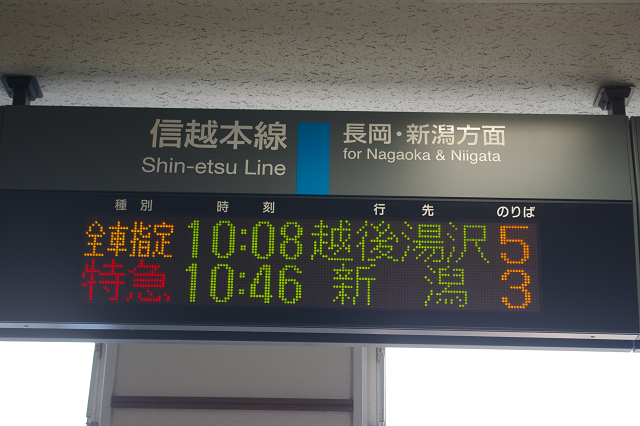 信越本線 長岡・新潟方面
Shin-etsu Line for Nagaoka & Niigata
種別 時刻 行先 のりば
全車指定 10:08 越後湯沢 5
特急 10:46 新潟 3